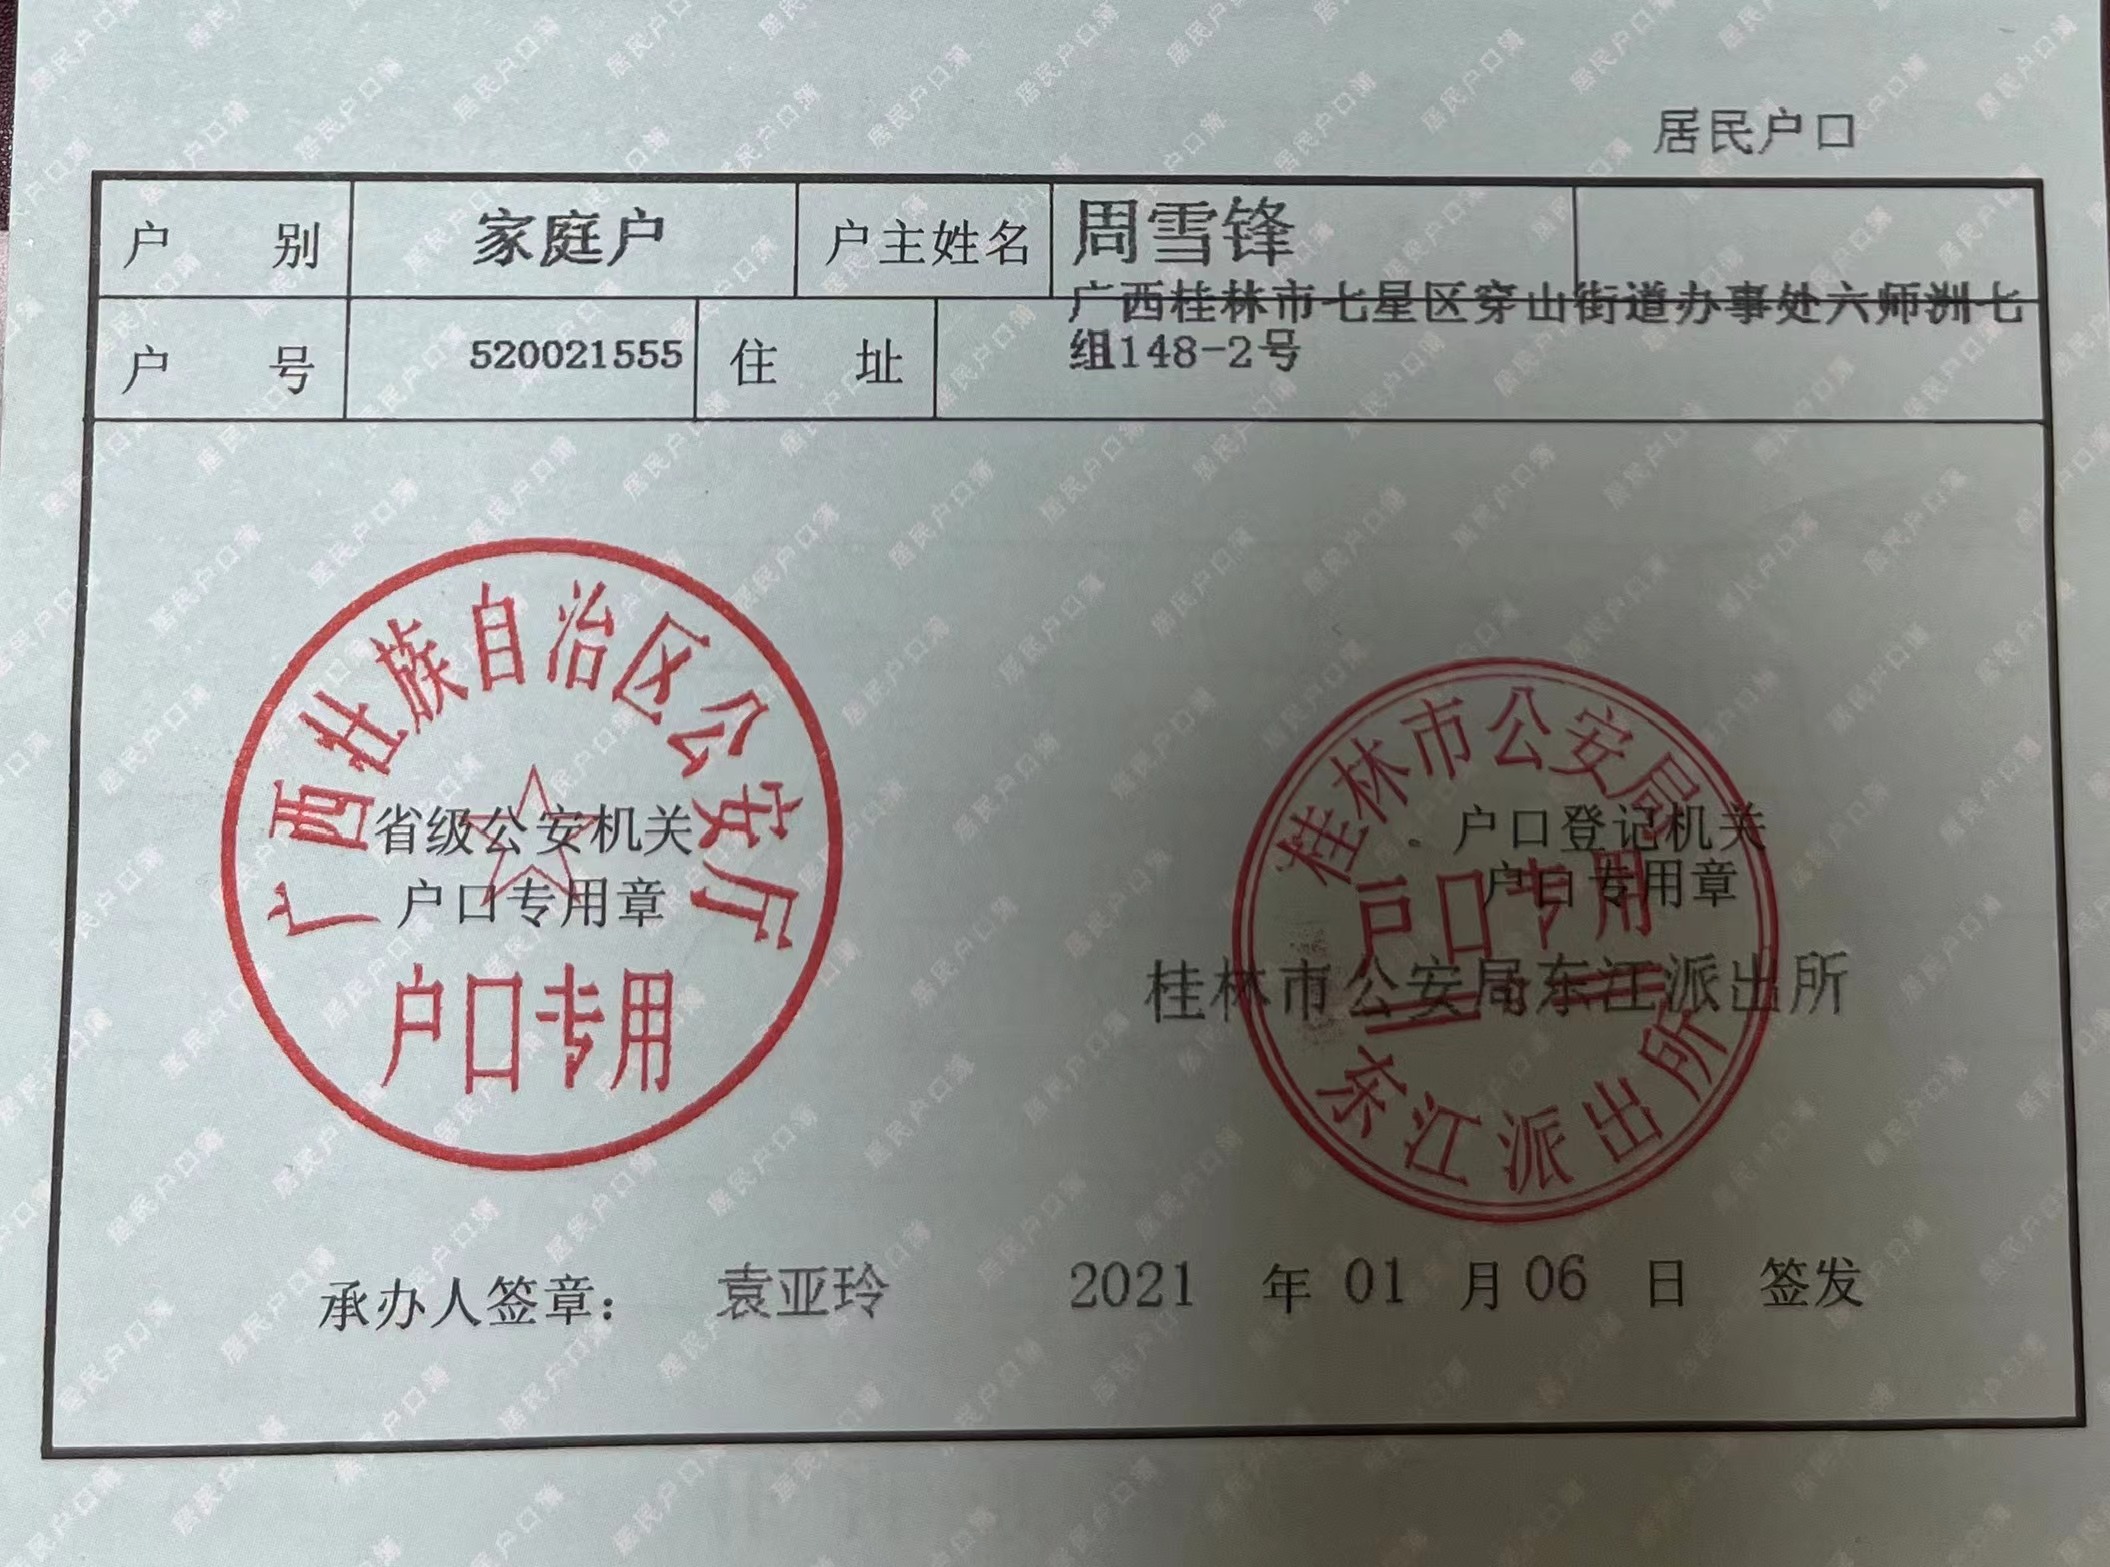 居民户口
户 别 家庭户 户主姓名 周雪锋
户 号 520021555 住 址 广西桂林市七星区穿山街道办事处六师洲七
组148-2号
广西壮族自治区公安厅
省级公安机关
户口专用章
户口专用
桂林市公安局
户口登记机关
户口专用章
户口专用
桂林市公安局东江派出所
东江派出所
承办人签章: 袁亚玲 2021 年 01 月 06 日 签发
居民户口簿